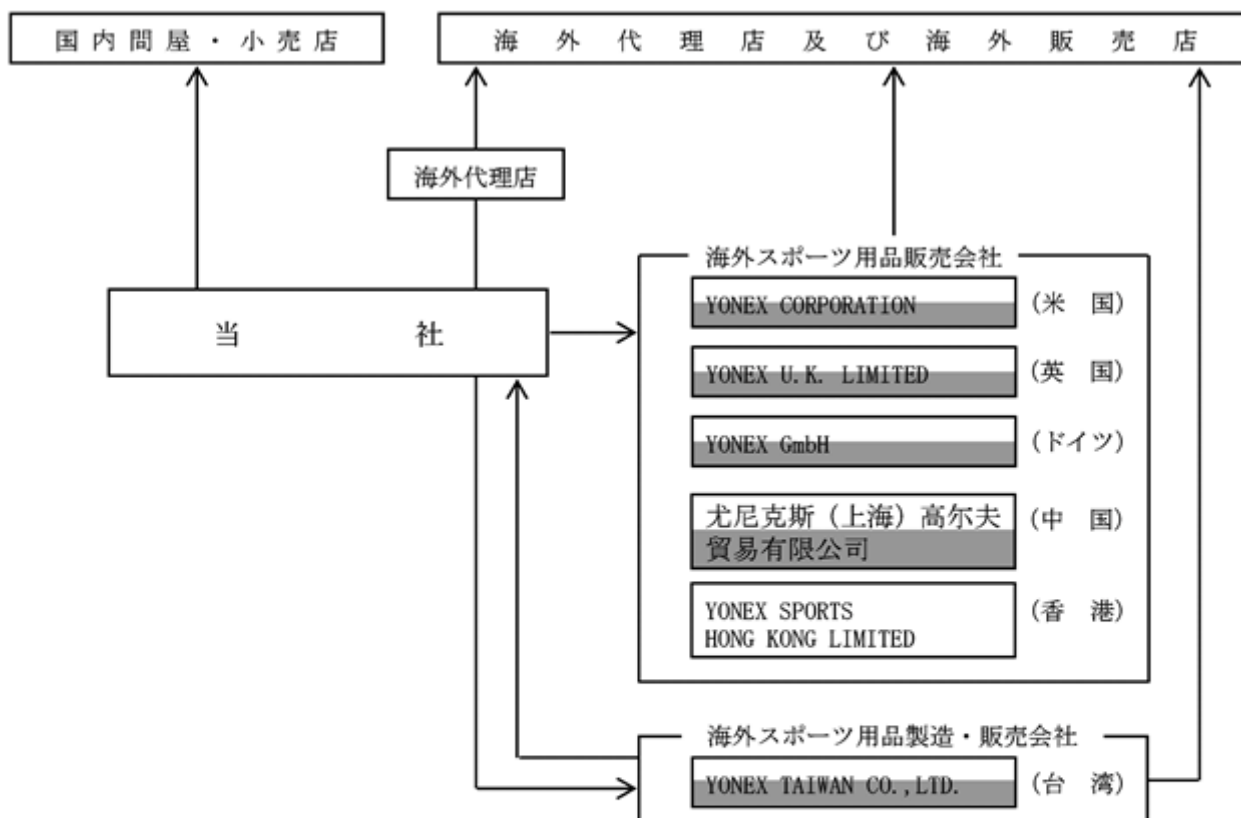 国内問屋・小売店
海外代理店及び海外販売店
海外代理店
海外スポーツ用品販売会社
当社
YONEX CORPORATION
(米国)
YONEX U.K. LIMITED
(英国)
YONEX GmbH
(ドイツ)
尤尼克斯(上海)高尓夫
貿易有限公司
(中国)
YONEX SPORTS
HONG KONG LIMITED
(香港)
海外スポーツ用品製造・販売会社
YONEX TAIWAN CO.,LTD.
(台湾)